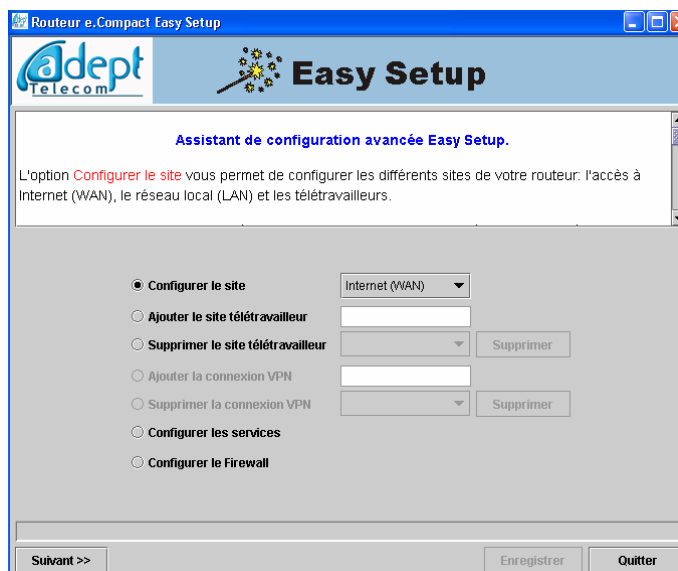 Routeur e.Compact Easy Setup
adept
Telecom
Easy Setup
Assistant de configuration avancée Easy Setup.
L'option Configurer le site vous permet de configurer les différents sites de votre routeur: l'accès à
Internet (WAN), le réseau local (LAN) et les télétravailleurs.
Configurer le site Internet (WAN)
Ajouter le site télétravailleur
Supprimer le site télétravailleur Supprimer
Ajouter la connexion VPN
Supprimer la connexion VPN Supprimer
Configurer les services
Configurer le Firewall
Suivant >> Enregistrer Quitter